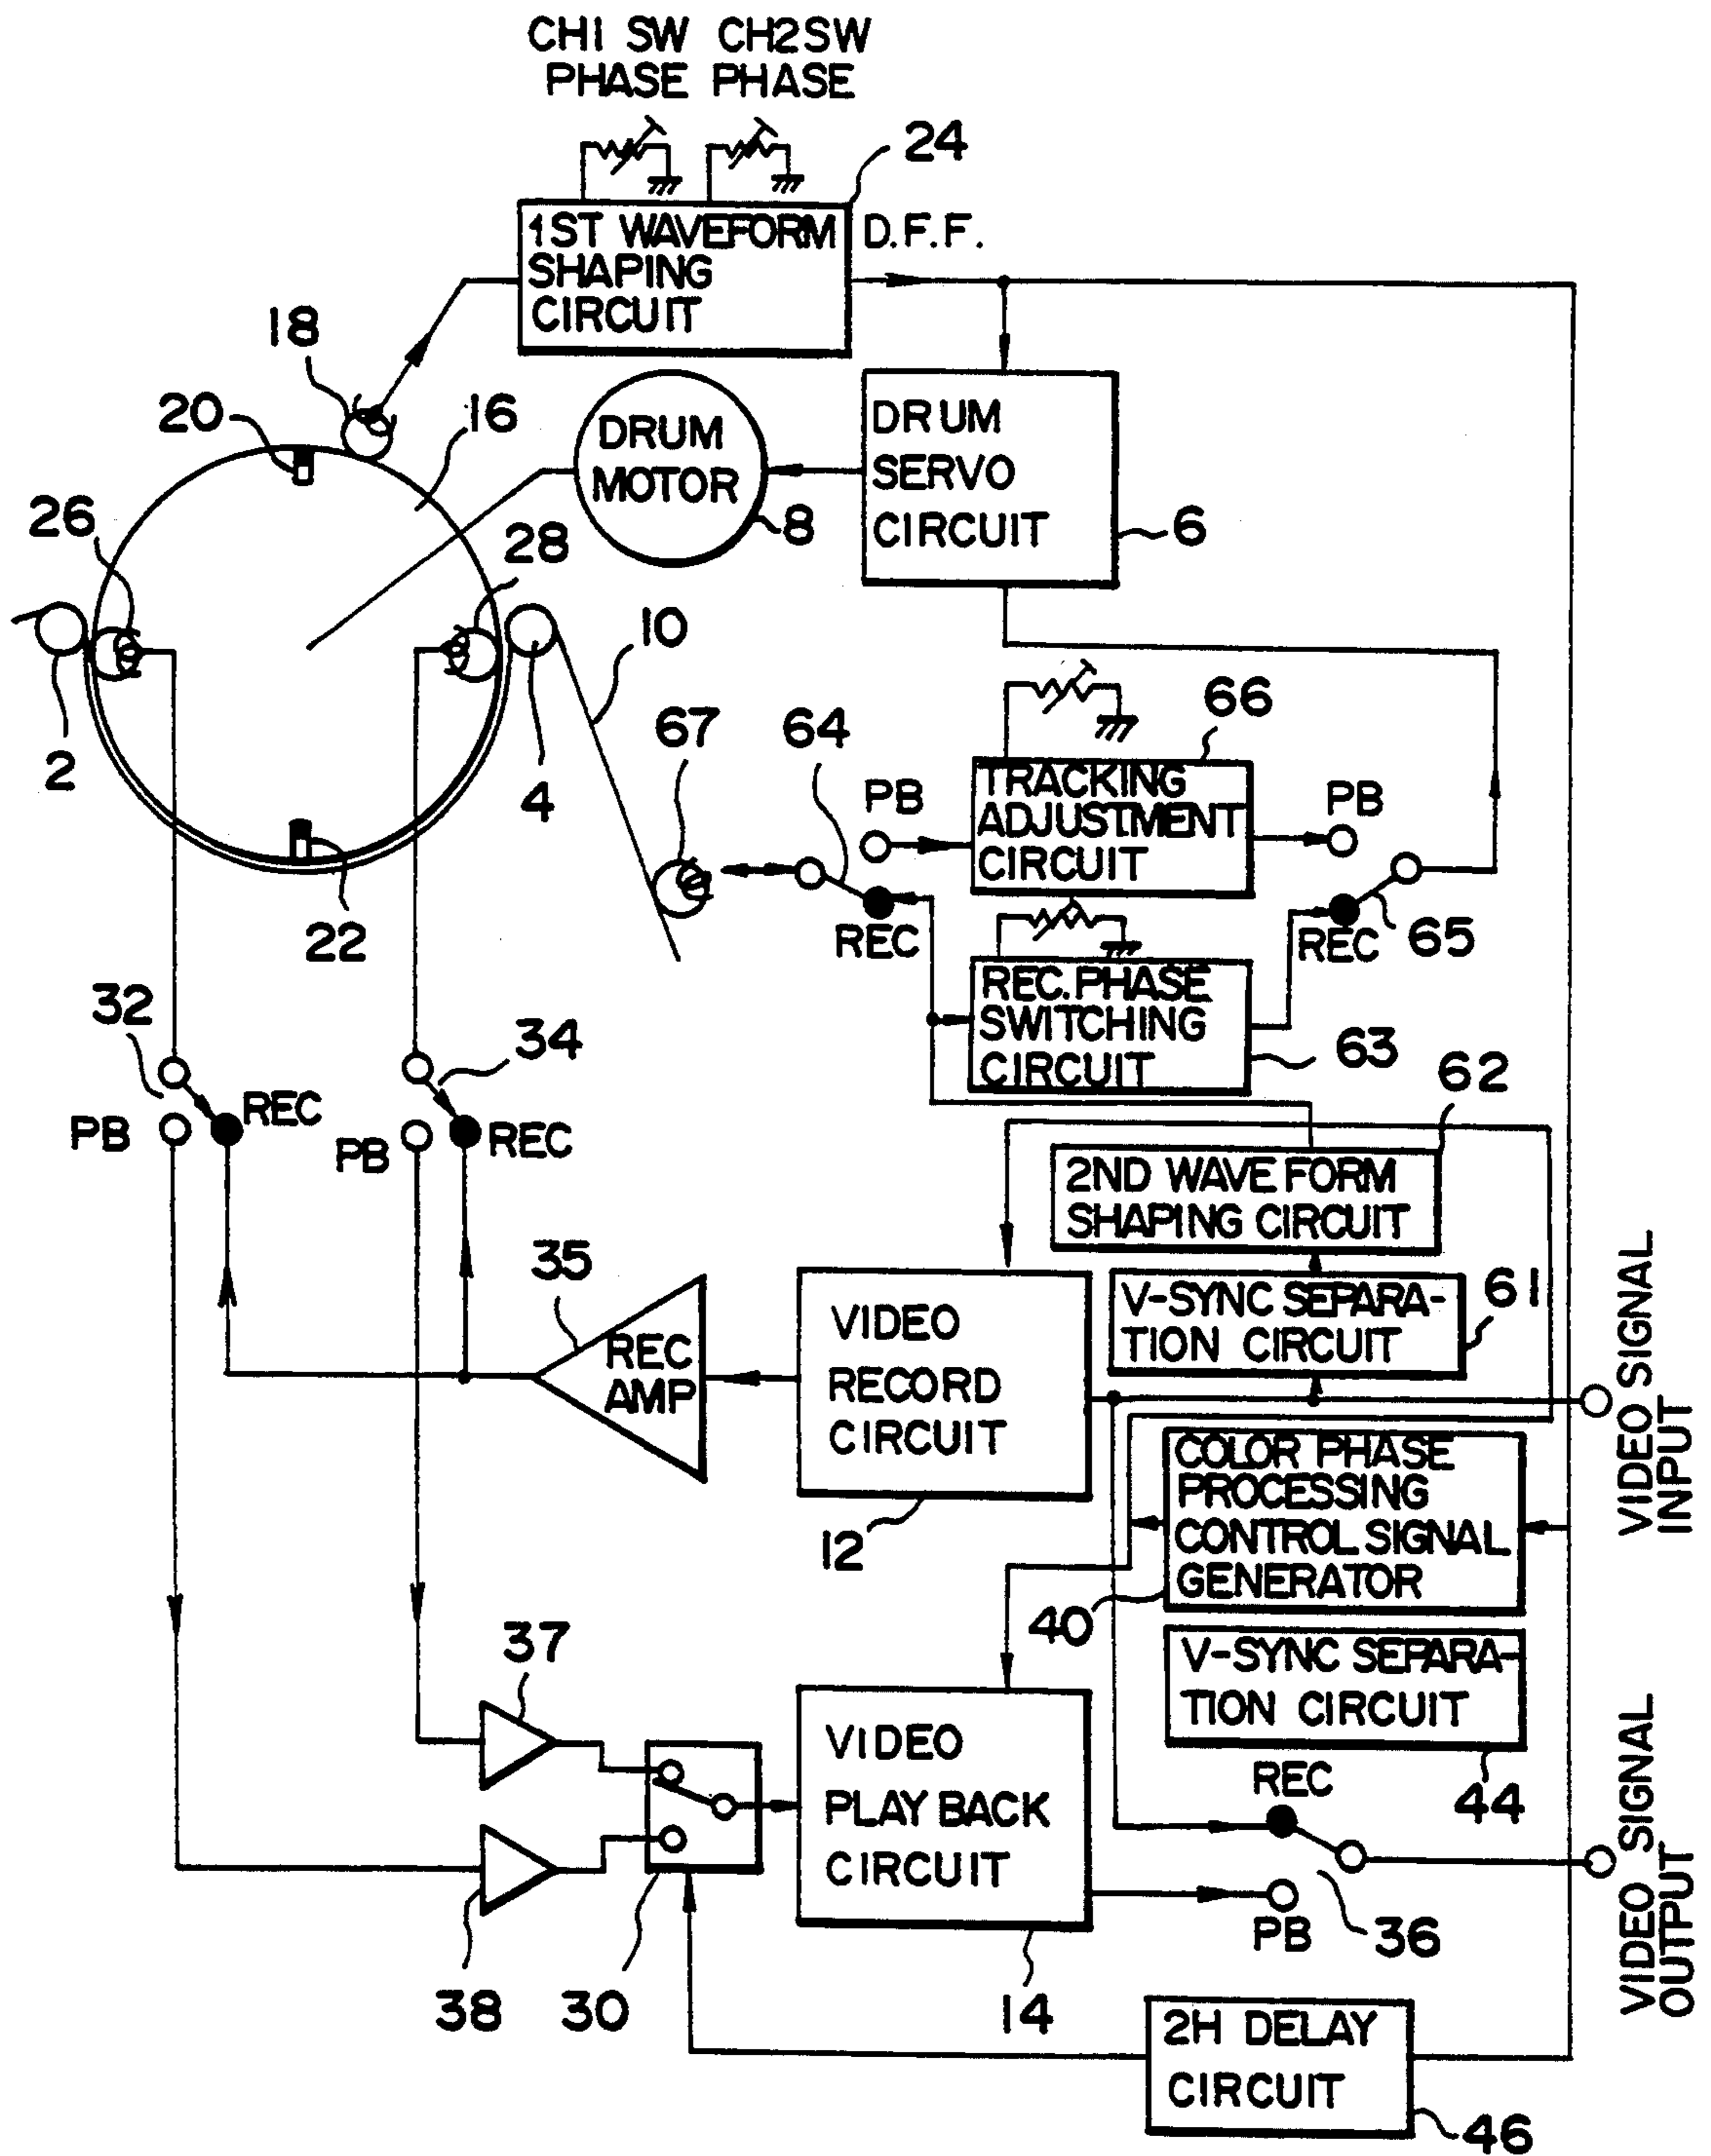 CH1 SW CH2SW
PHASE PHASE
24
1ST WAVEFORM
SHAPING
CIRCUIT
D.F.F.
18
20
16
DRUM
MOTOR
8
DRUM
SERVO
CIRCUIT
6
26
28
2
4
10
22
67
64
66
PB
TRACKING
ADJUSTMENT
CIRCUIT
PB
REC
REC
65
REC. PHASE
SWITCHING
CIRCUIT
63
62
32
34
REC
PB
REC
PB
2ND WAVE FORM
SHAPING CIRCUIT
35
REC
AMP
VIDEO
RECORD
CIRCUIT
12
V-SYNC SEPARA-
TION CIRCUIT
61
VIDEO SIGNAL
INPUT
COLOR PHASE
PROCESSING
CONTROL SIGNAL
GENERATOR
40
V-SYNC SEPARA-
TION CIRCUIT
44
37
38
30
VIDEO
PLAY BACK
CIRCUIT
14
REC
PB
36
VIDEO SIGNAL
OUTPUT
2H DELAY
CIRCUIT
46